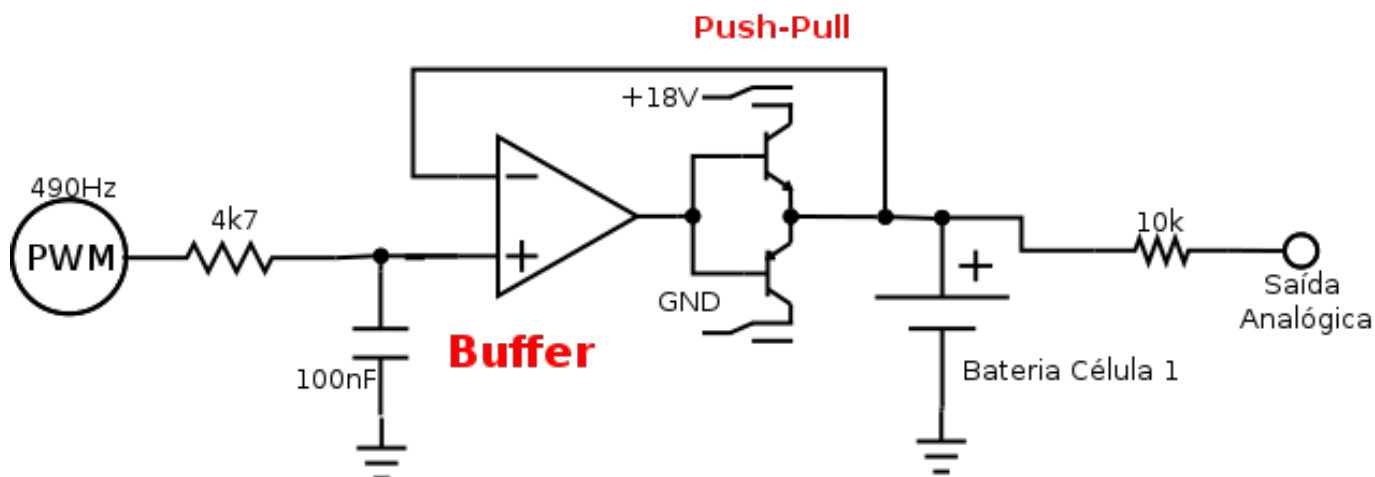 Push-Pull
+18V
490Hz
PWM
4k7
−
+
100nF
Buffer
GND
+
Bateria Célula 1
10k
Saída
Analógica